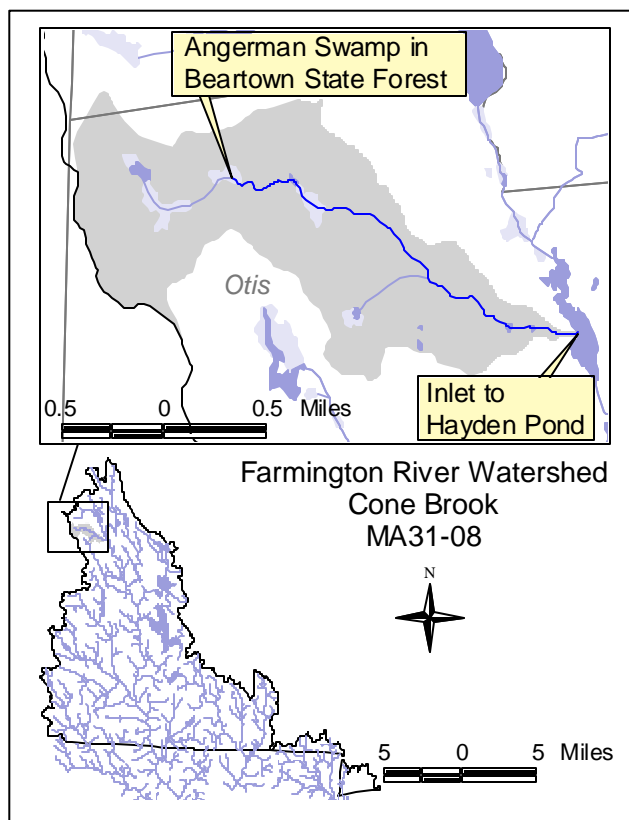 Angerman Swamp in
Beartown State Forest
Otis
0.5 0 0.5 Miles
Inlet to
Hayden Pond
Farmington River Watershed
Cone Brook
MA31-08
N
5 0 5 Miles